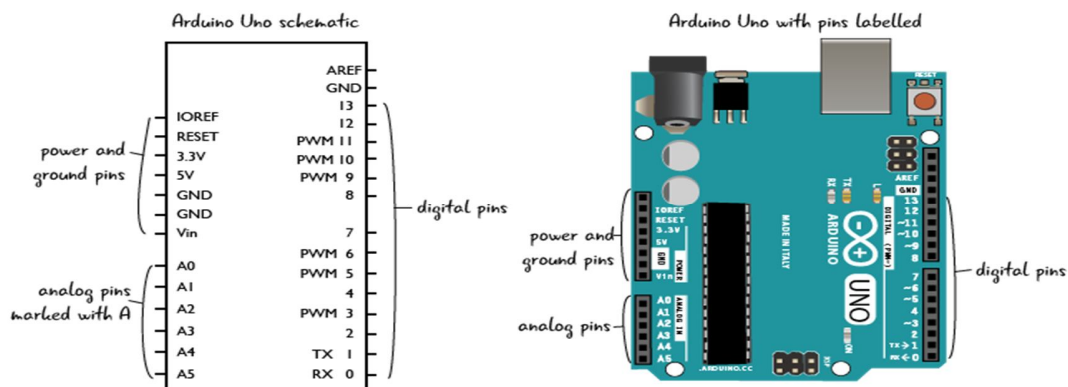 Arduino Uno schematic
AREF
GND
13
12
PWM 11
PWM 10
PWM 9
8
7
PWM 6
PWM 5
4
PWM 3
2
TX 1
RX 0
IOREF
RESET
3.3V
5V
GND
GND
Vin
A0
A1
A2
A3
A4
A5
power and
ground pins
analog pins
marked with A
digital pins
Arduino Uno with pins labelled
RESET
AREF
GND
13
12
~11
~10
~9
8
7
~6
~5
4
~3
2
TX→1
RX←0
DIGITAL (PWM~)
IOREF
RESET
3.3V
5V
GND
Vin
POWER
A0
A1
A2
A3
A4
A5
ANALOG IN
MADE IN ITALY
RX
TX
L
ARDUINO
UNO
ON
ICSP
.ARDUINO.CC
power and
ground pins
analog pins
digital pins